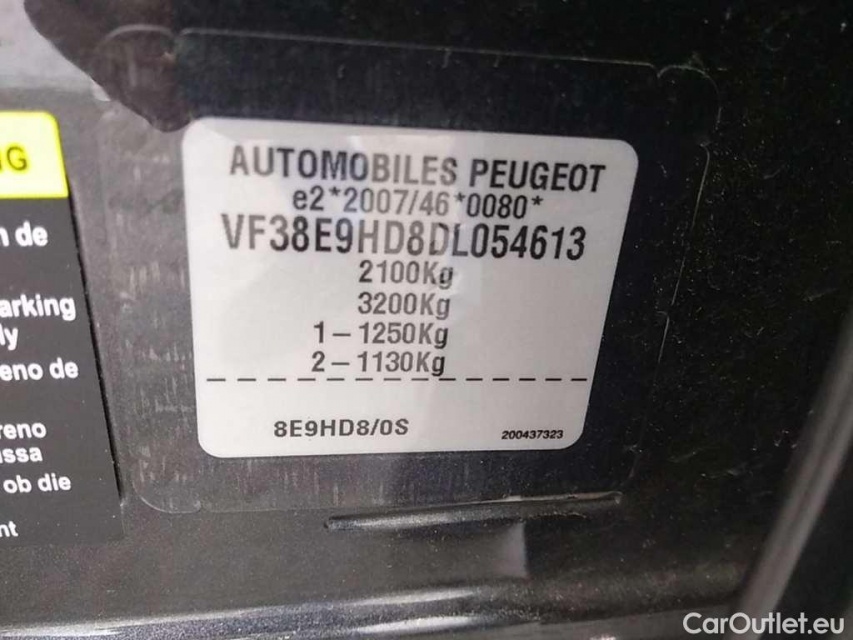 NG
n de
arking
ly
eno de
reno
ssa
ob die
nt
AUTOMOBILES PEUGEOT
e2*2007/46*0080*
VF38E9HD8DL054613
2100Kg
3200Kg
1-1250Kg
2-1130Kg
8E9HD8/0S
200437323
CarOutlet.eu